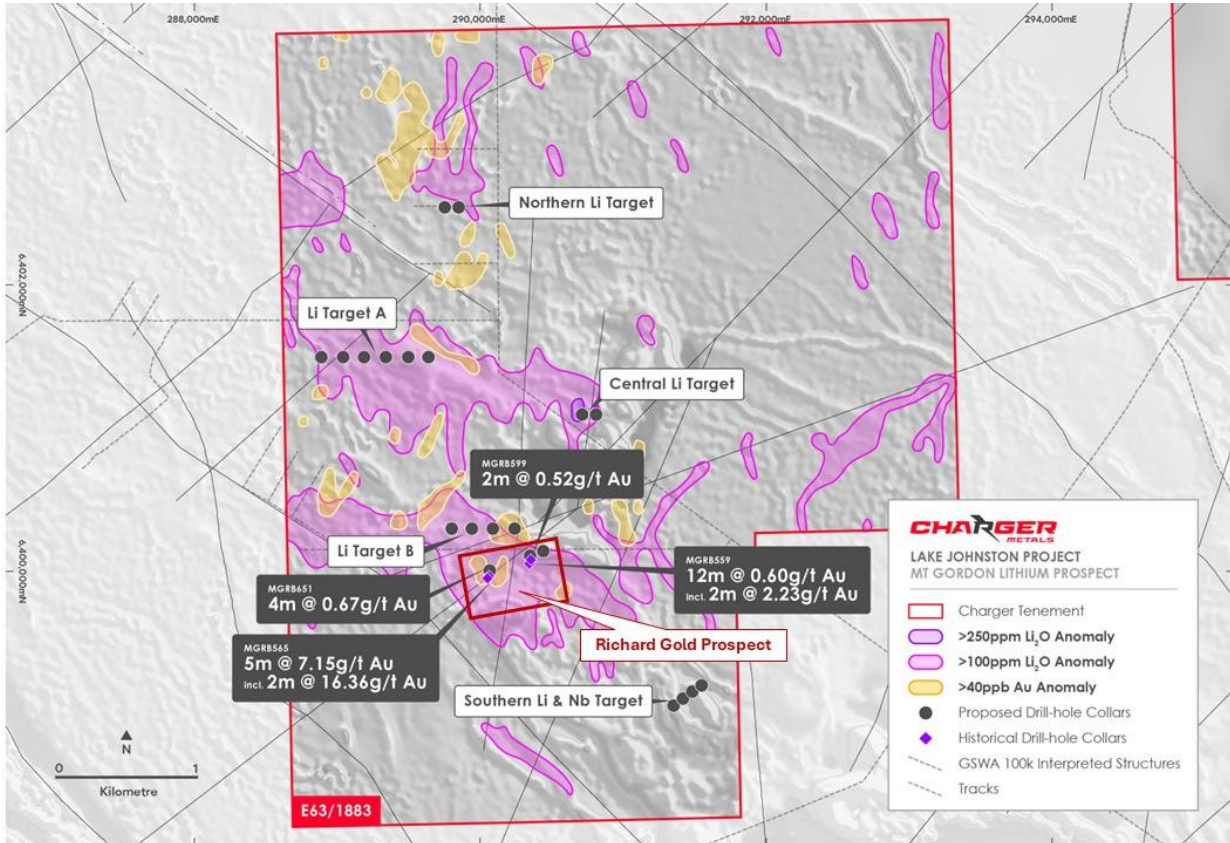 288,000mE
290,000mE
292,000mE
294,000mE
6,402,000mN
6,400,000mN
Northern Li Target
Li Target A
Central Li Target
MGRB599
2m @ 0.52g/t Au
Li Target B
MGRB559
12m @ 0.60g/t Au
incl. 2m @ 2.23g/t Au
MGRB651
4m @ 0.67g/t Au
MGRB565
5m @ 7.15g/t Au
incl. 2m @ 16.36g/t Au
Richard Gold Prospect
Southern Li & Nb Target
N
0 1
Kilometre
E63/1883
CHARGER
METALS
LAKE JOHNSTON PROJECT
MT GORDON LITHIUM PROSPECT
Charger Tenement
>250ppm Li₂O Anomaly
>100ppm Li₂O Anomaly
>40ppb Au Anomaly
Proposed Drill-hole Collars
Historical Drill-hole Collars
GSWA 100k Interpreted Structures
Tracks